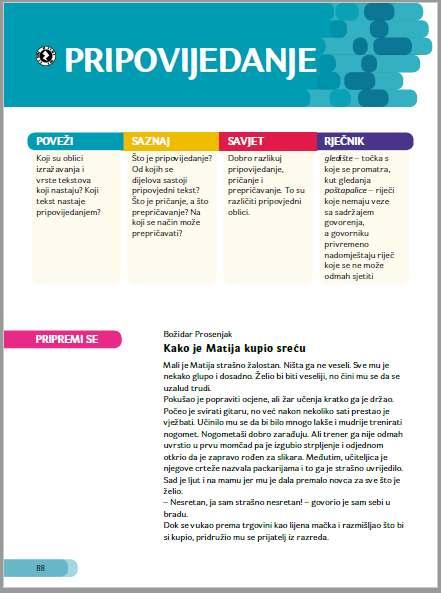 PRIPOVIJEDANJE
POVEŽI
Koji su oblici
izražavanja i
vrste tekstova
koji nastaju? Koji
tekst nastaje
pripovijedanjem?
SAZNAJ
Što je pripovijedanje?
Od kojih se
dijelova sastoji
pripovjedni tekst?
Što je pričanje, a što
prepričavanje? Na
koji se način može
prepričavati?
SAVJET
Dobro razlikuj
pripovijedanje,
pričanje i
prepričavanje. To su
različiti pripovjedni
oblici.
RJEČNIK
gledište – točka s
koje se promatra,
kut gledanja
poštapalice – riječi
koje nemaju veze
sa sadržajem
govorenja,
a govorniku
privremeno
nadomještaju riječ
koje se ne može
odmah sjetiti
PRIPREMI SE
Božidar Prosenjak
Kako je Matija kupio sreću
Mali je Matija strašno žalostan. Ništa ga ne veseli. Sve mu je
nekako glupo i dosadno. Želio bi biti veseliji, no čini mu se da se
uzalud trudi.
Pokušao je popraviti ocjene, ali žar učenja kratko ga je držao.
Počeo je svirati gitaru, no već nakon nekoliko sati prestao je
vježbati. Učinilo mu se da bi bilo mnogo lakše i mudrije trenirati
nogomet. Nogometaši dobro zarađuju. Ali trener ga nije odmah
uvrstio u prvu momčad pa je izgubio strpljenje i odjednom
otkrio da je zapravo rođen za slikara. Međutim, učiteljica je
njegove crteže nazvala packarijama i to ga je strašno uvrijedilo.
Sad je ljut i na mamu jer mu je dala premalo novca za sve što je
želio.
– Nesretan, ja sam strašno nesretan! – govorio je sam sebi u
bradu.
Dok se vukao prema trgovini kao lijena mačka i razmišljao što bi
si kupio, pridružio mu se prijatelj iz razreda.
88